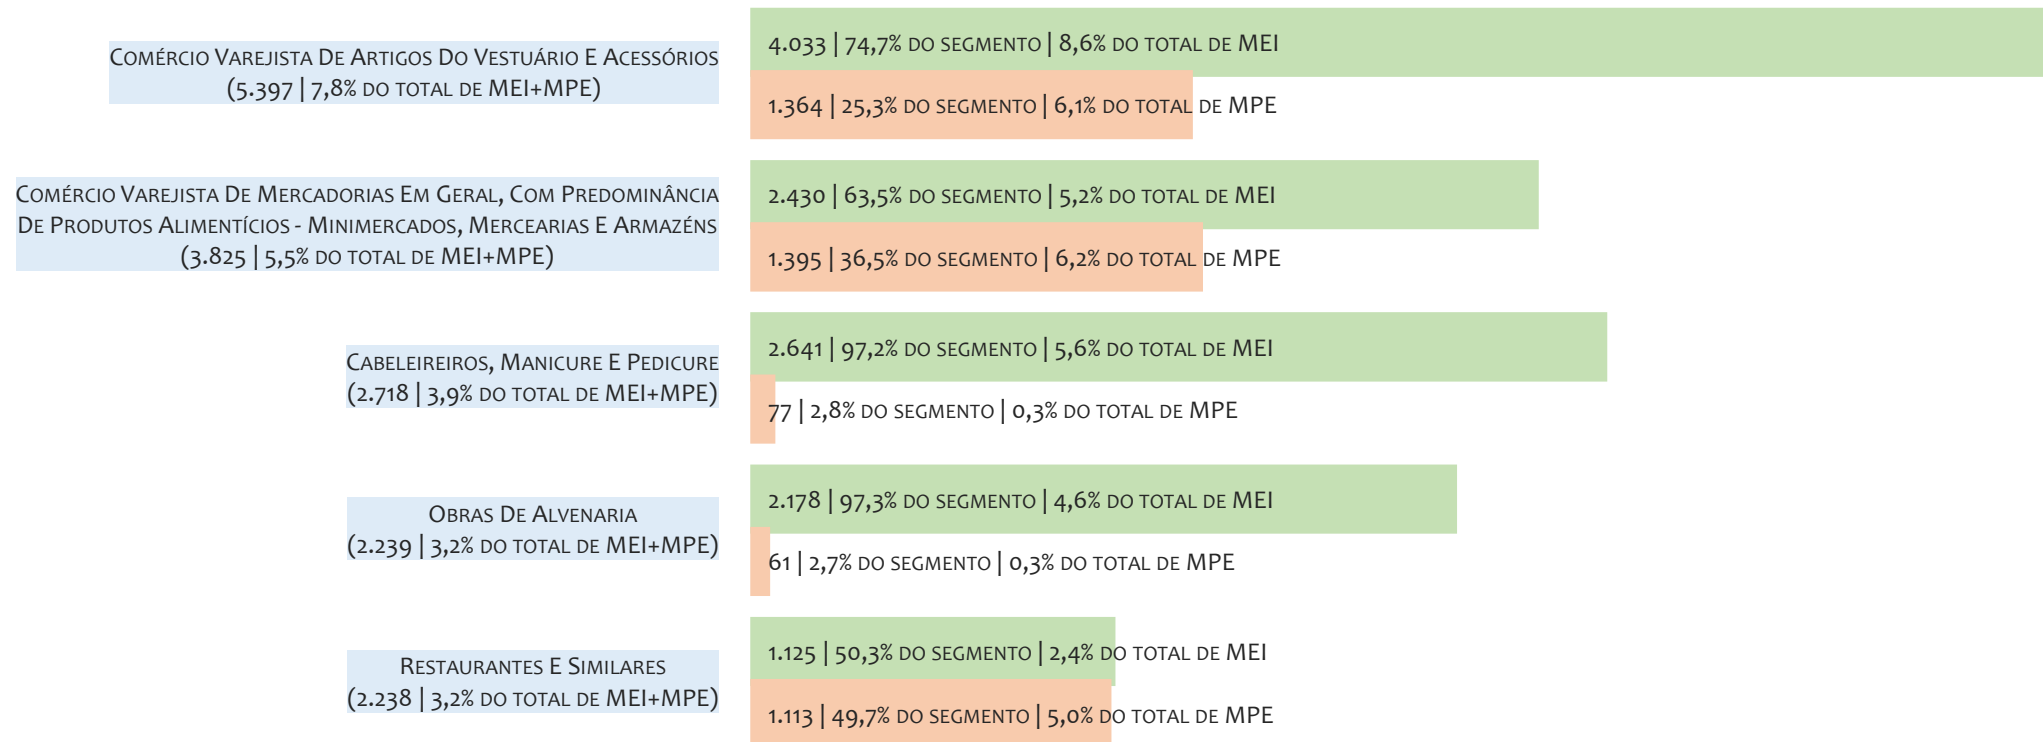 Comércio Varejista De Artigos Do Vestuário E Acessórios
(5.397 | 7,8% do total de MEI+MPE)
4.033 | 74,7% do segmento | 8,6% do total de MEI
1.364 | 25,3% do segmento | 6,1% do total de MPE
Comércio Varejista De Mercadorias Em Geral, Com Predominância
De Produtos Alimentícios - Minimercados, Mercearias E Armazéns
(3.825 | 5,5% do total de MEI+MPE)
2.430 | 63,5% do segmento | 5,2% do total de MEI
1.395 | 36,5% do segmento | 6,2% do total de MPE
Cabeleireiros, Manicure E Pedicure
(2.718 | 3,9% do total de MEI+MPE)
2.641 | 97,2% do segmento | 5,6% do total de MEI
77 | 2,8% do segmento | 0,3% do total de MPE
Obras De Alvenaria
(2.239 | 3,2% do total de MEI+MPE)
2.178 | 97,3% do segmento | 4,6% do total de MEI
61 | 2,7% do segmento | 0,3% do total de MPE
Restaurantes E Similares
(2.238 | 3,2% do total de MEI+MPE)
1.125 | 50,3% do segmento | 2,4% do total de MEI
1.113 | 49,7% do segmento | 5,0% do total de MPE